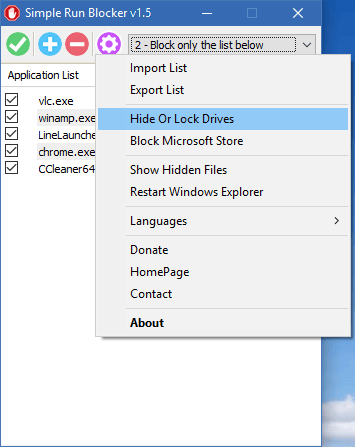 Simple Run Blocker v1.5
2 - Block only the list below
Application List
vlc.exe
winamp.exe
LineLaunche
chrome.exe
CCleaner64
Import List
Export List
Hide Or Lock Drives
Block Microsoft Store
Show Hidden Files
Restart Windows Explorer
Languages
Donate
HomePage
Contact
About